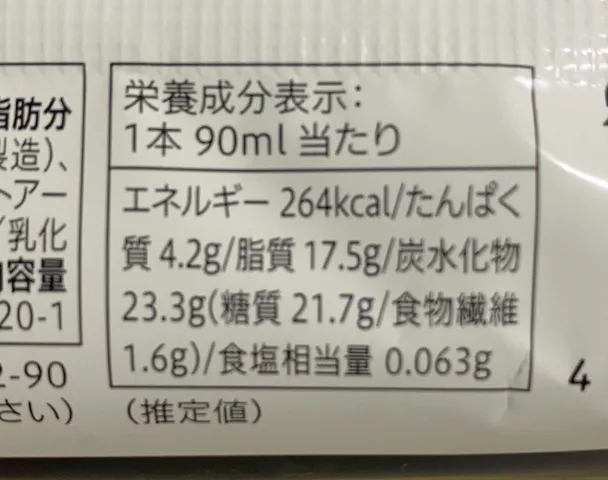 脂肪分
製造)、
トアー
/乳化
内容量
20-1
2-90
さい)
栄養成分表示:
1本 90ml 当たり
エネルギー 264kcal/たんぱく
質 4.2g/脂質 17.5g/炭水化物
23.3g(糖質 21.7g/食物繊維
1.6g)/食塩相当量 0.063g
(推定値)
4